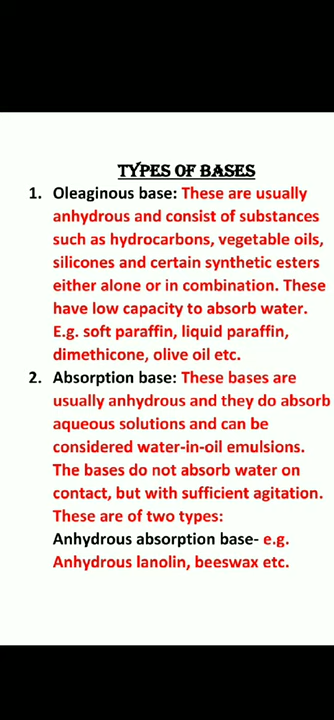 TYPES OF BASES
1. Oleaginous base: These are usually
anhydrous and consist of substances
such as hydrocarbons, vegetable oils,
silicones and certain synthetic esters
either alone or in combination. These
have low capacity to absorb water.
E.g. soft paraffin, liquid paraffin,
dimethicone, olive oil etc.
2. Absorption base: These bases are
usually anhydrous and they do absorb
aqueous solutions and can be
considered water-in-oil emulsions.
The bases do not absorb water on
contact, but with sufficient agitation.
These are of two types:
Anhydrous absorption base- e.g.
Anhydrous lanolin, beeswax etc.